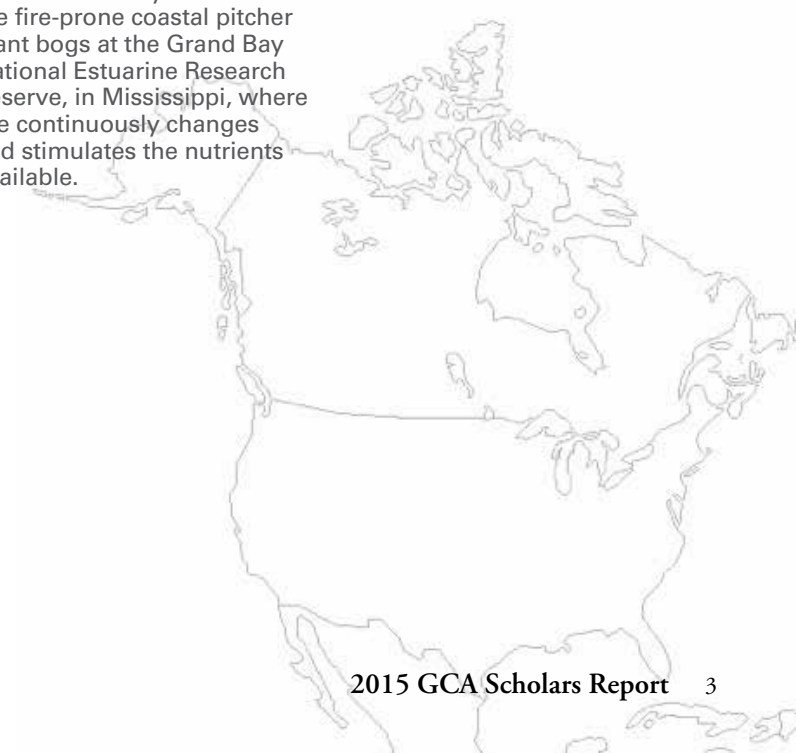 e fire-prone coastal pitcher
ant bogs at the Grand Bay
ational Estuarine Research
eserve, in Mississippi, where
e continuously changes
d stimulates the nutrients
ailable.
2015 GCA Scholars Report 3